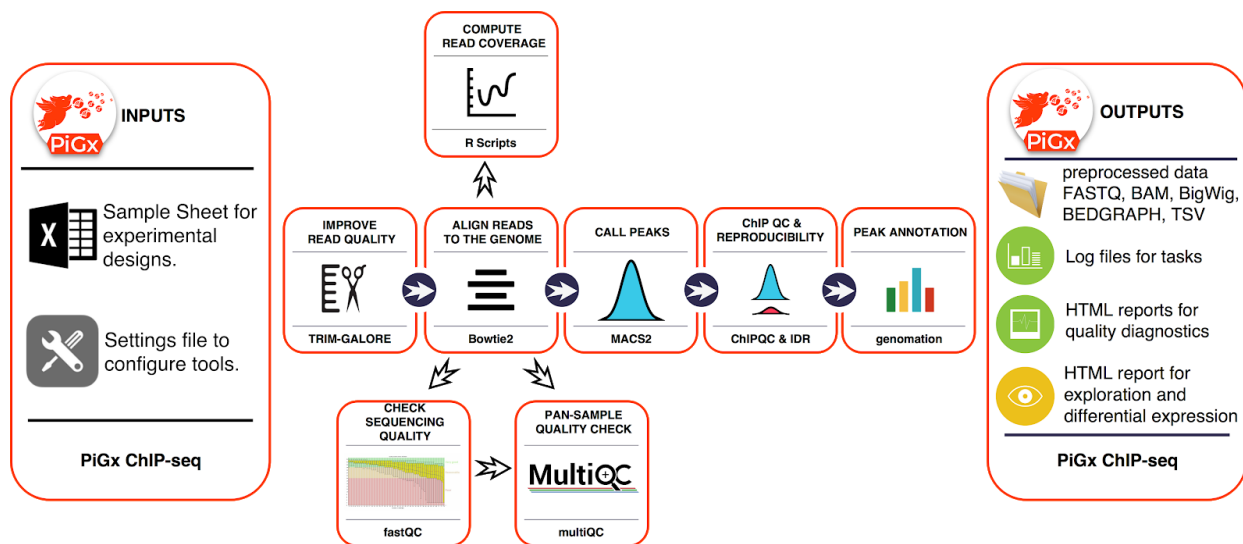 PiGx
INPUTS
X
Sample Sheet for
experimental
designs.
Settings file to
configure tools.
PiGx ChIP-seq
COMPUTE
READ COVERAGE
R Scripts
IMPROVE
READ QUALITY
TRIM-GALORE
ALIGN READS
TO THE GENOME
Bowtie2
CALL PEAKS
MACS2
ChIP QC &
REPRODUCIBILITY
ChIPQC & IDR
PEAK ANNOTATION
genomation
CHECK
SEQUENCING
QUALITY
fastQC
PAN-SAMPLE
QUALITY CHECK
MultiQC
multiQC
PiGx
OUTPUTS
preprocessed data
FASTQ, BAM, BigWig,
BEDGRAPH, TSV
Log files for tasks
HTML reports for
quality diagnostics
HTML report for
exploration and
differential expression
PiGx ChIP-seq